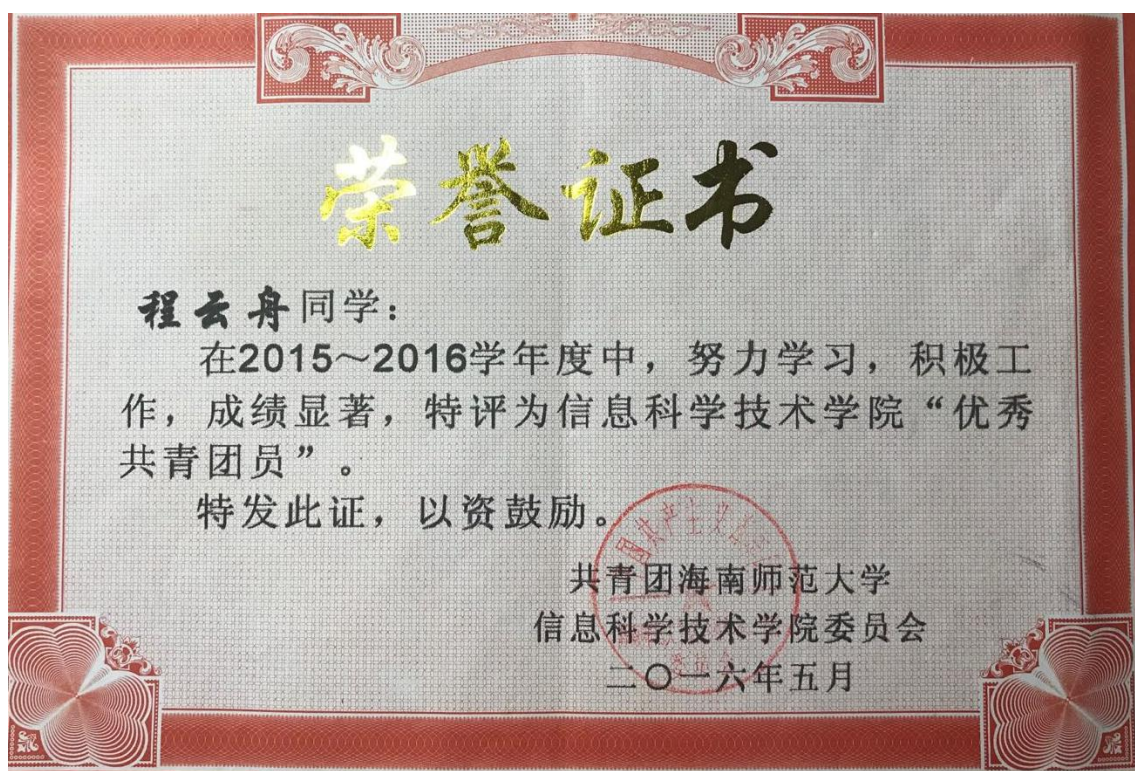 荣誉证书
程云舟同学：
在2015～2016学年度中，努力学习，积极工
作，成绩显著，特评为信息科学技术学院“优秀
共青团员”。
特发此证，以资鼓励。
共青团海南师范大学
信息科学技术学院委员会
二〇一六年五月